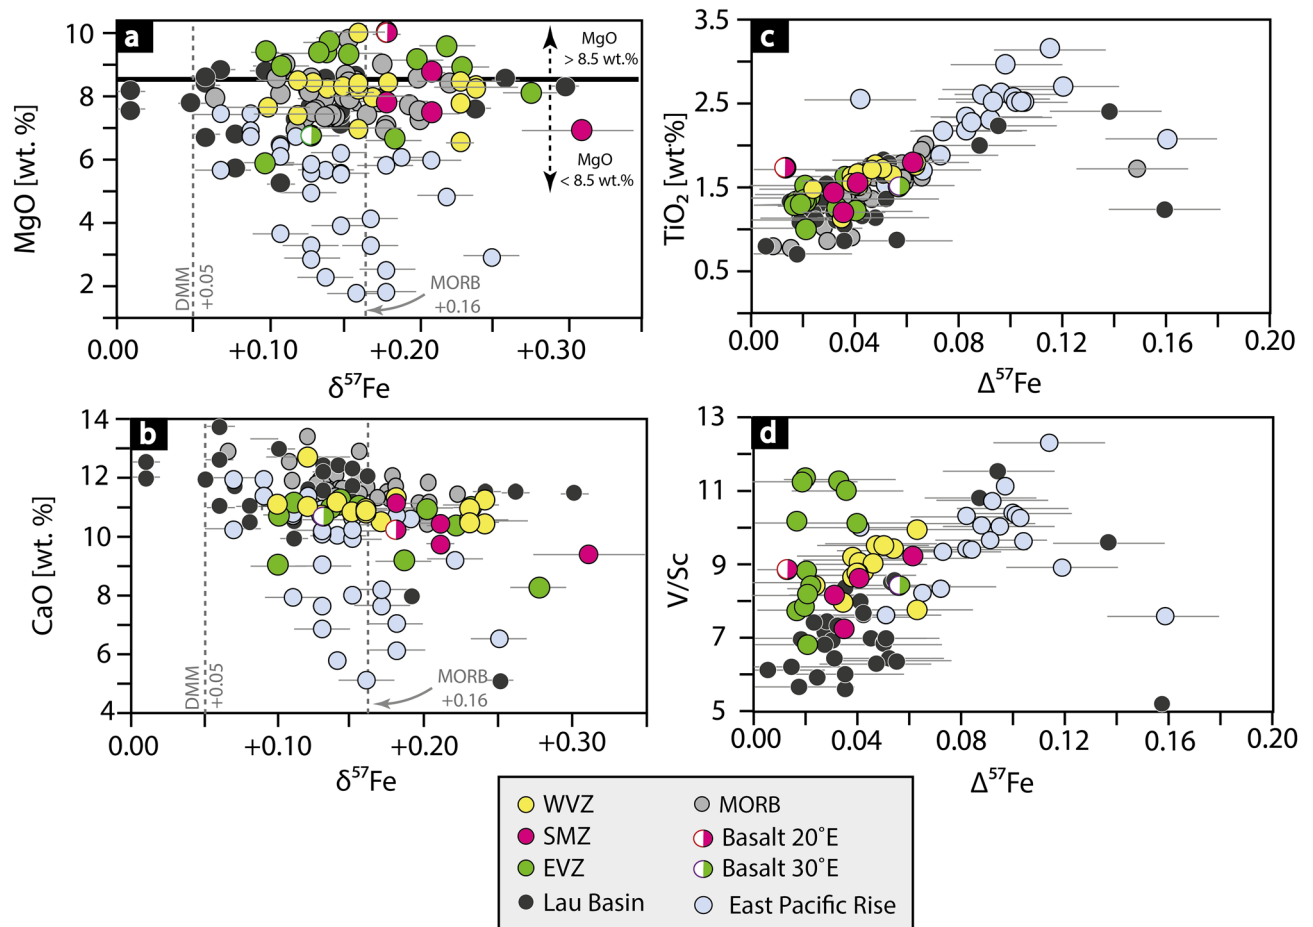 a
10
8
6
4
2
MgO [wt. %]
MgO
> 8.5 wt.%
MgO
< 8.5 wt.%
DMM
+0.05
MORB
+0.16
0.00
+0.10
+0.20
+0.30
δ⁵⁷Fe
c
3.5
2.5
1.5
0.5
TiO₂ [wt.%]
0.00
0.04
0.08
0.12
0.16
0.20
Δ⁵⁷Fe
b
14
12
10
8
6
4
CaO [wt. %]
DMM
+0.05
MORB
+0.16
0.00
+0.10
+0.20
+0.30
δ⁵⁷Fe
d
13
11
9
7
5
V/Sc
0.00
0.04
0.08
0.12
0.16
0.20
Δ⁵⁷Fe
WVZ
SMZ
EVZ
Lau Basin
MORB
Basalt 20˚E
Basalt 30˚E
East Pacific Rise